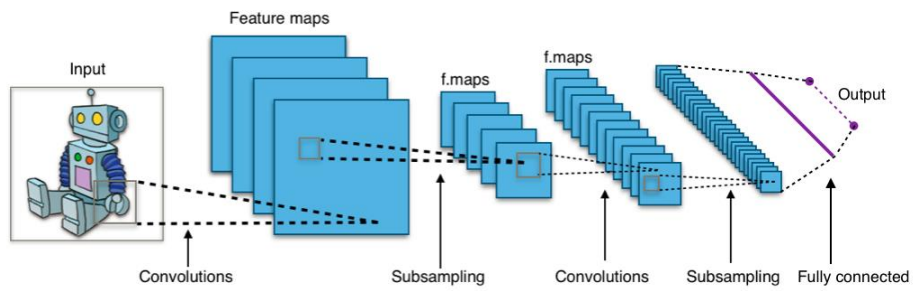 Feature maps
Input
f.maps
f.maps
Output
Convolutions
Subsampling
Convolutions
Subsampling
Fully connected